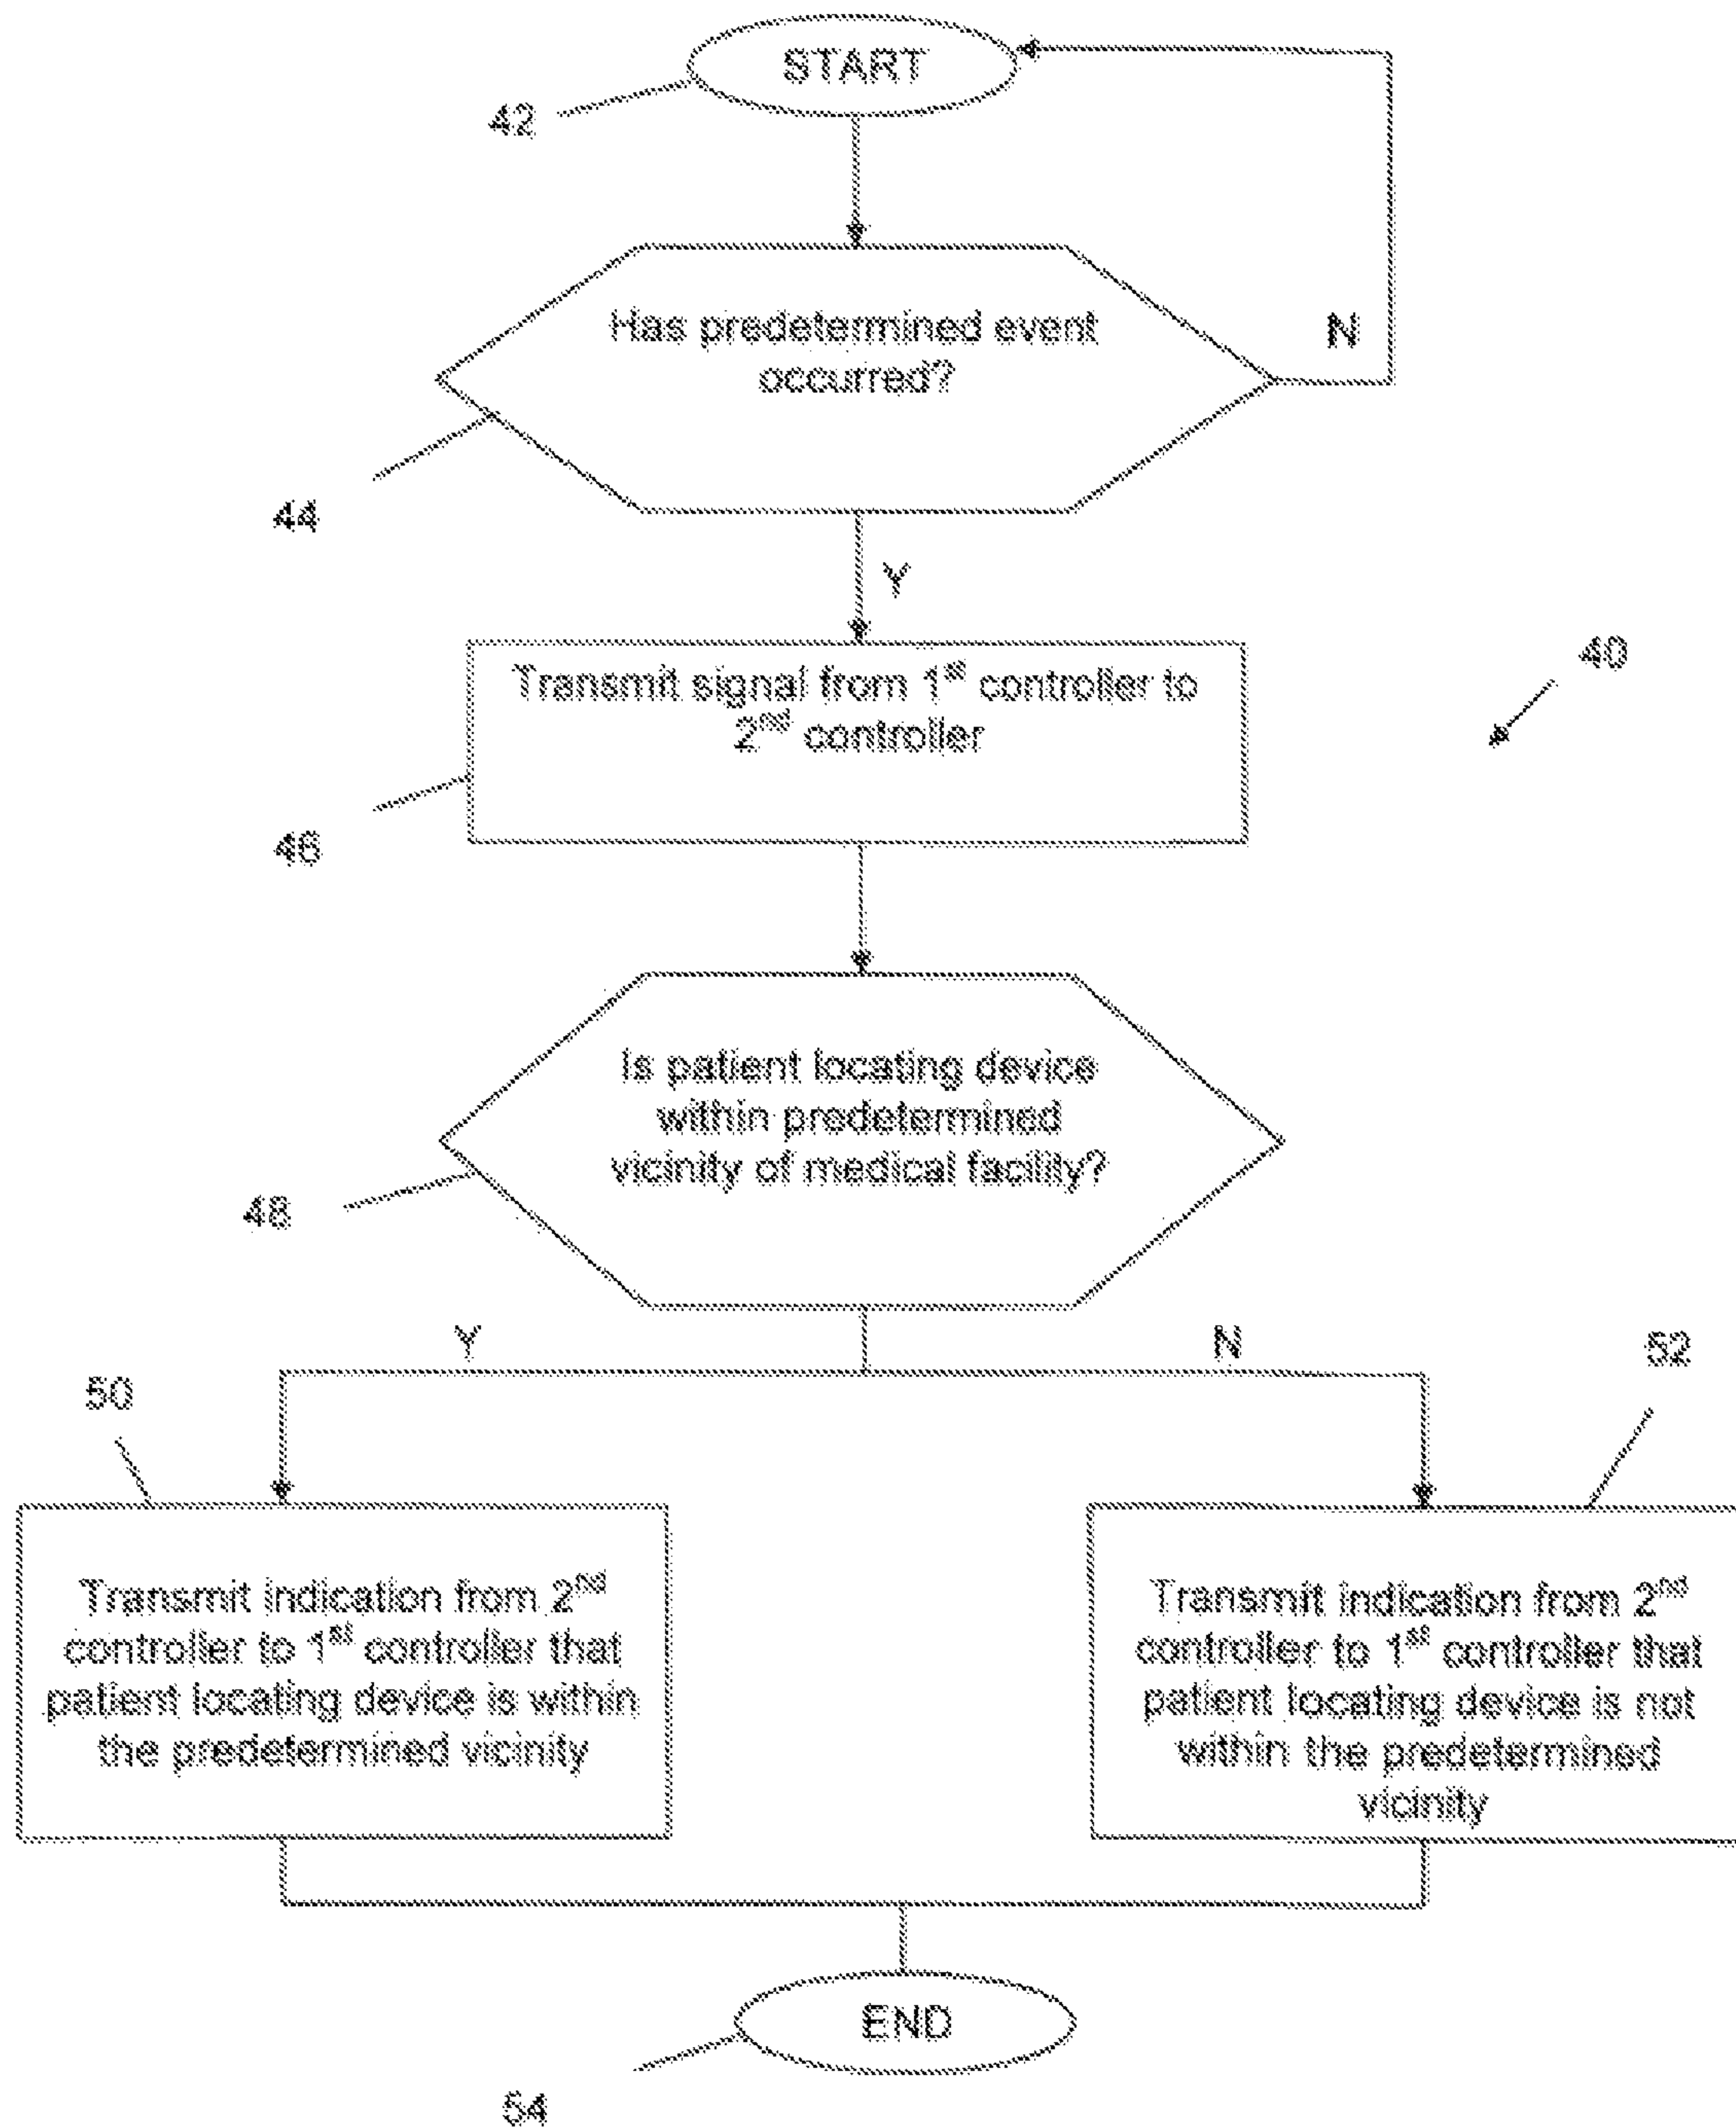 START
42
Has predetermined event
occurred?
N
44
Y
Transmit signal from 1st controller to
2nd controller
40
46
Is patient locating device
within predetermined
vicinity of medical facility?
48
Y
N
50
52
Transmit indication from 2nd
controller to 1st controller that
patient locating device is within
the predetermined vicinity
Transmit indication from 2nd
controller to 1st controller that
patient locating device is not
within the predetermined
vicinity
END
54